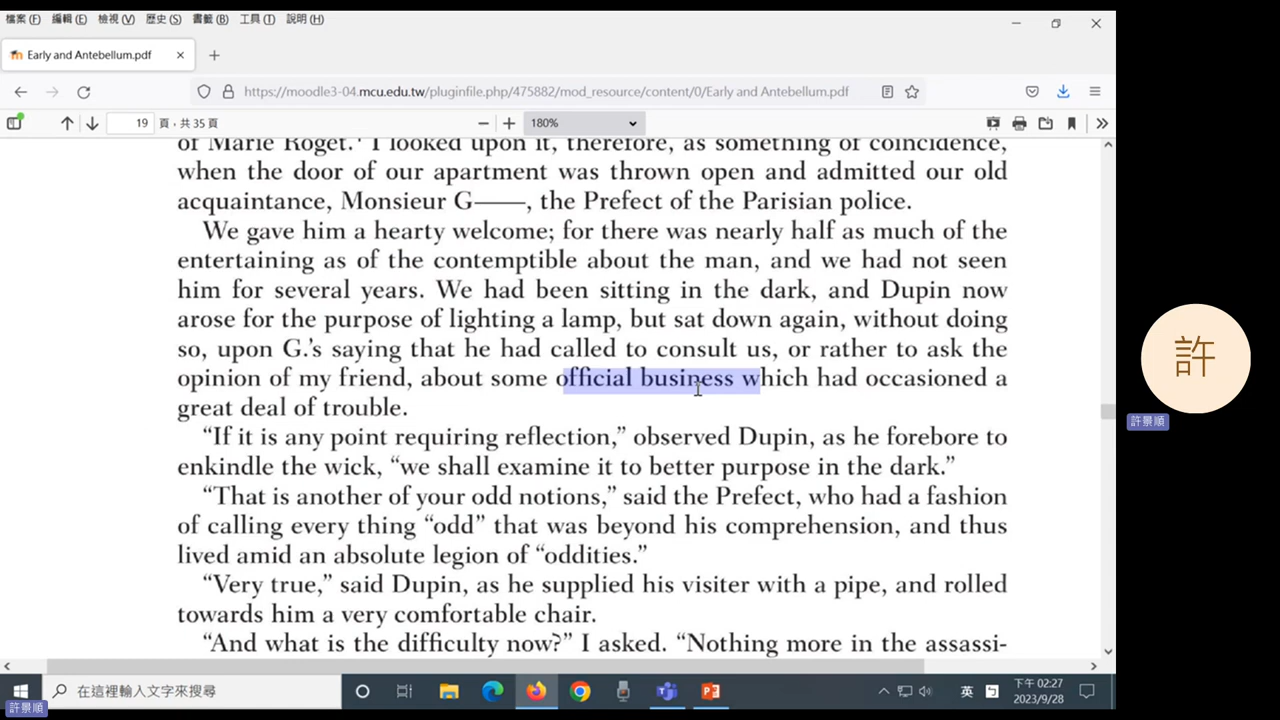 檔案(F) 編輯(E) 檢視(V) 歷史(S) 書籤(B) 工具(T) 說明(H)
Early and Antebellum.pdf
https://moodle3-04.mcu.edu.tw/pluginfile.php/475882/mod_resource/content/0/Early and Antebellum.pdf
19 頁，共 35 頁 180%
of Marie Roget. I looked upon it, therefore, as something of coincidence,
when the door of our apartment was thrown open and admitted our old
acquaintance, Monsieur G——, the Prefect of the Parisian police.
We gave him a hearty welcome; for there was nearly half as much of the
entertaining as of the contemptible about the man, and we had not seen
him for several years. We had been sitting in the dark, and Dupin now
arose for the purpose of lighting a lamp, but sat down again, without doing
so, upon G.’s saying that he had called to consult us, or rather to ask the
opinion of my friend, about some official business which had occasioned a
great deal of trouble.
“If it is any point requiring reflection,” observed Dupin, as he forebore to
enkindle the wick, “we shall examine it to better purpose in the dark.”
“That is another of your odd notions,” said the Prefect, who had a fashion
of calling every thing “odd” that was beyond his comprehension, and thus
lived amid an absolute legion of “oddities.”
“Very true,” said Dupin, as he supplied his visiter with a pipe, and rolled
towards him a very comfortable chair.
“And what is the difficulty now?” I asked. “Nothing more in the assassi-
許
許景順
在這裡輸入文字來搜尋
英
下午 02:27
2023/9/28
許景順